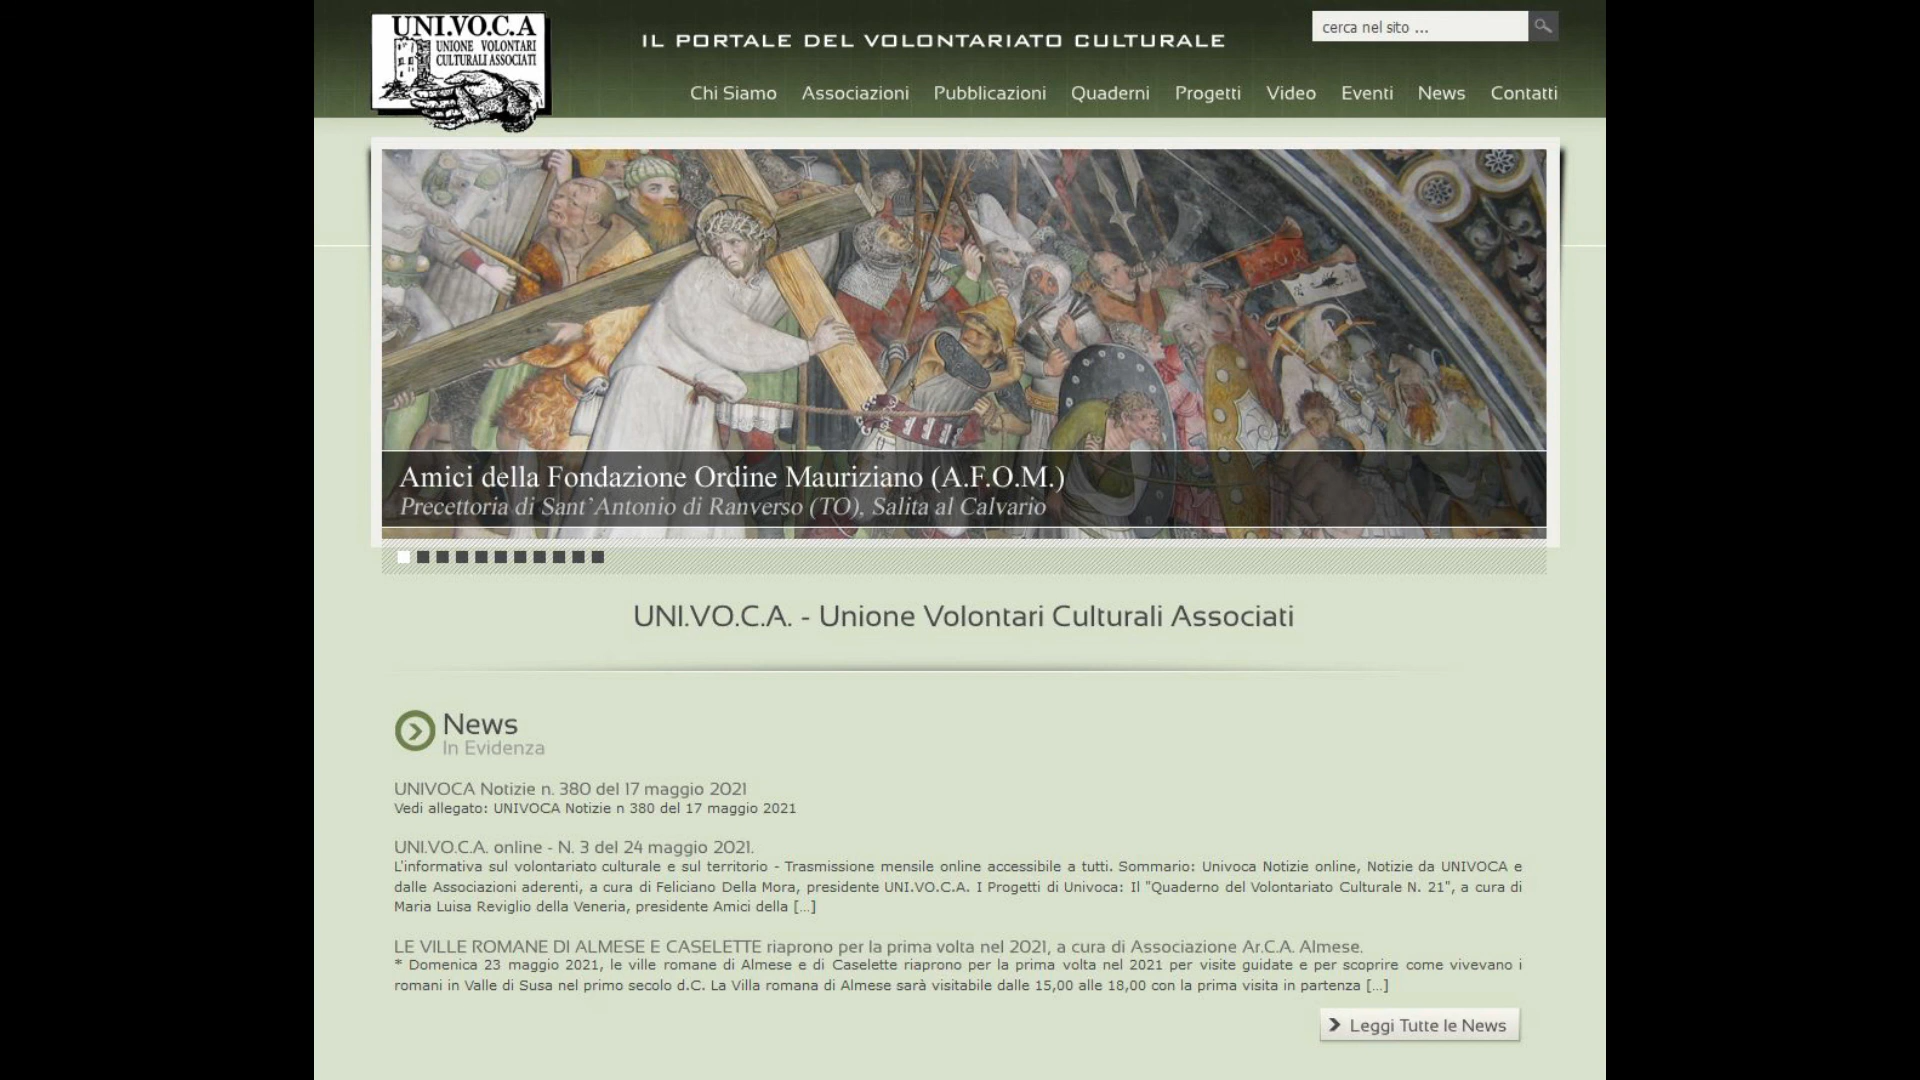 UNI.VO.C.A
UNIONE VOLONTARI
CULTURALI ASSOCIATI
IL PORTALE DEL VOLONTARIATO CULTURALE
cerca nel sito ...
Chi Siamo Associazioni Pubblicazioni Quaderni Progetti Video Eventi News Contatti
Amici della Fondazione Ordine Mauriziano (A.F.O.M.)
Precettoria di Sant'Antonio di Ranverso (TO), Salita al Calvario
UNI.VO.C.A. - Unione Volontari Culturali Associati
News
In Evidenza
UNIVOCA Notizie n. 380 del 17 maggio 2021
Vedi allegato: UNIVOCA Notizie n 380 del 17 maggio 2021
UNI.VO.C.A. online - N. 3 del 24 maggio 2021.
L'informativa sul volontariato culturale e sul territorio - Trasmissione mensile online accessibile a tutti. Sommario: Univoca Notizie online, Notizie da UNIVOCA e
dalle Associazioni aderenti, a cura di Feliciano Della Mora, presidente UNI.VO.C.A. I Progetti di Univoca: Il "Quaderno del Volontariato Culturale N. 21", a cura di
Maria Luisa Reviglio della Veneria, presidente Amici della [...]
LE VILLE ROMANE DI ALMESE E CASELETTE riaprono per la prima volta nel 2021, a cura di Associazione Ar.C.A. Almese.
* Domenica 23 maggio 2021, le ville romane di Almese e di Caselette riaprono per la prima volta nel 2021 per visite guidate e per scoprire come vivevano i
romani in Valle di Susa nel primo secolo d.C. La Villa romana di Almese sarà visitabile dalle 15,00 alle 18,00 con la prima visita in partenza [...]
Leggi Tutte le News